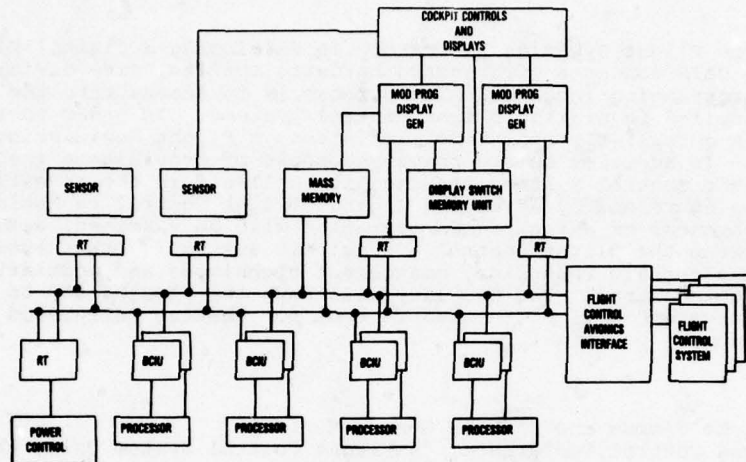 COCKPIT CONTROLS
AND
DISPLAYS
MOD PROG
DISPLAY
GEN
MOD PROG
DISPLAY
GEN
SENSOR
SENSOR
MASS
MEMORY
DISPLAY SWITCH
MEMORY UNIT
RT
RT
RT
RT
FLIGHT
CONTROL
AVIONICS
INTERFACE
FLIGHT
CONTROL
SYSTEM
RT
BCIU
BCIU
BCIU
BCIU
POWER
CONTROL
PROCESSOR
PROCESSOR
PROCESSOR
PROCESSOR